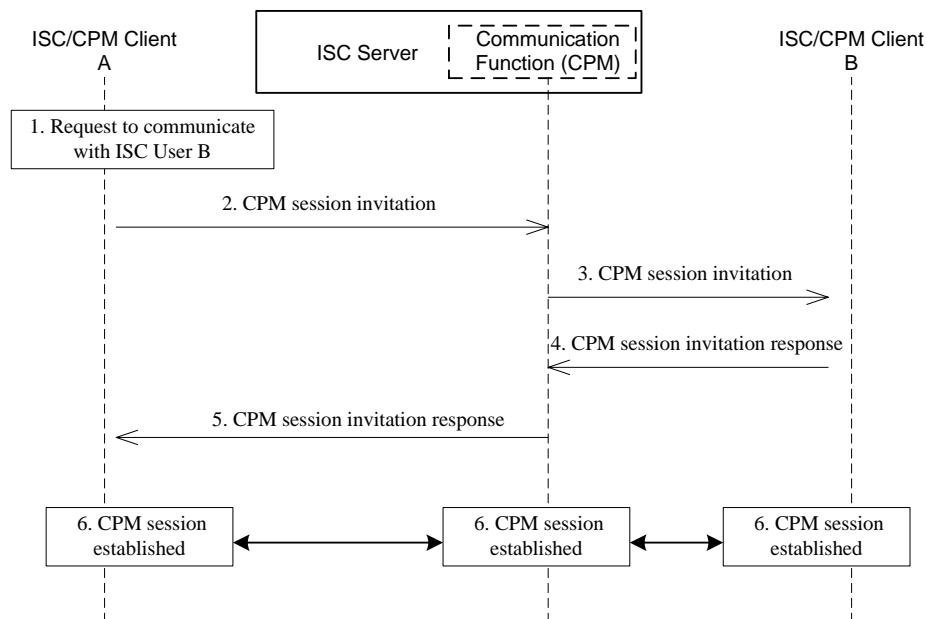 ISC/CPM Client
A
ISC Server
Communication
Function (CPM)
ISC/CPM Client
B
1. Request to communicate
with ISC User B
2. CPM session invitation
3. CPM session invitation
4. CPM session invitation response
5. CPM session invitation response
6. CPM session
established
6. CPM session
established
6. CPM session
established